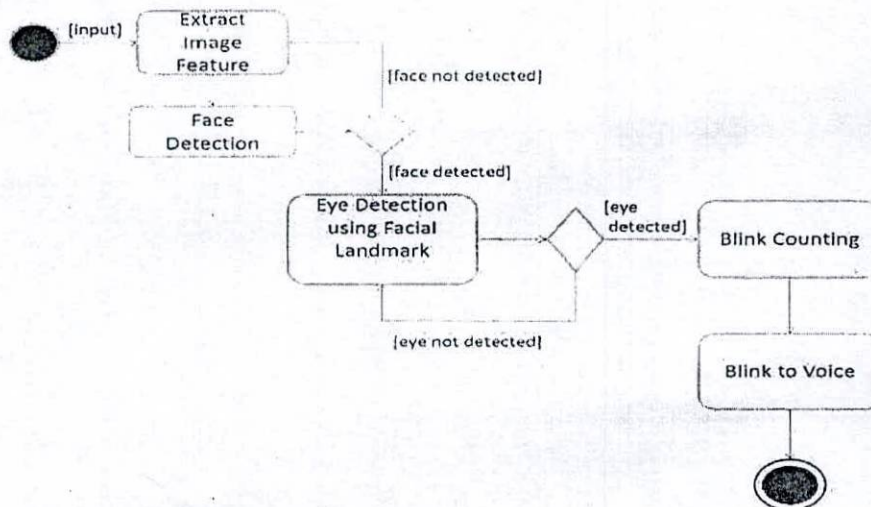 [input]
Extract
Image
Feature
[face not detected]
Face
Detection
[face detected]
Eye Detection
using Facial
Landmark
[eye
detected]
Blink Counting
[eye not detected]
Blink to Voice